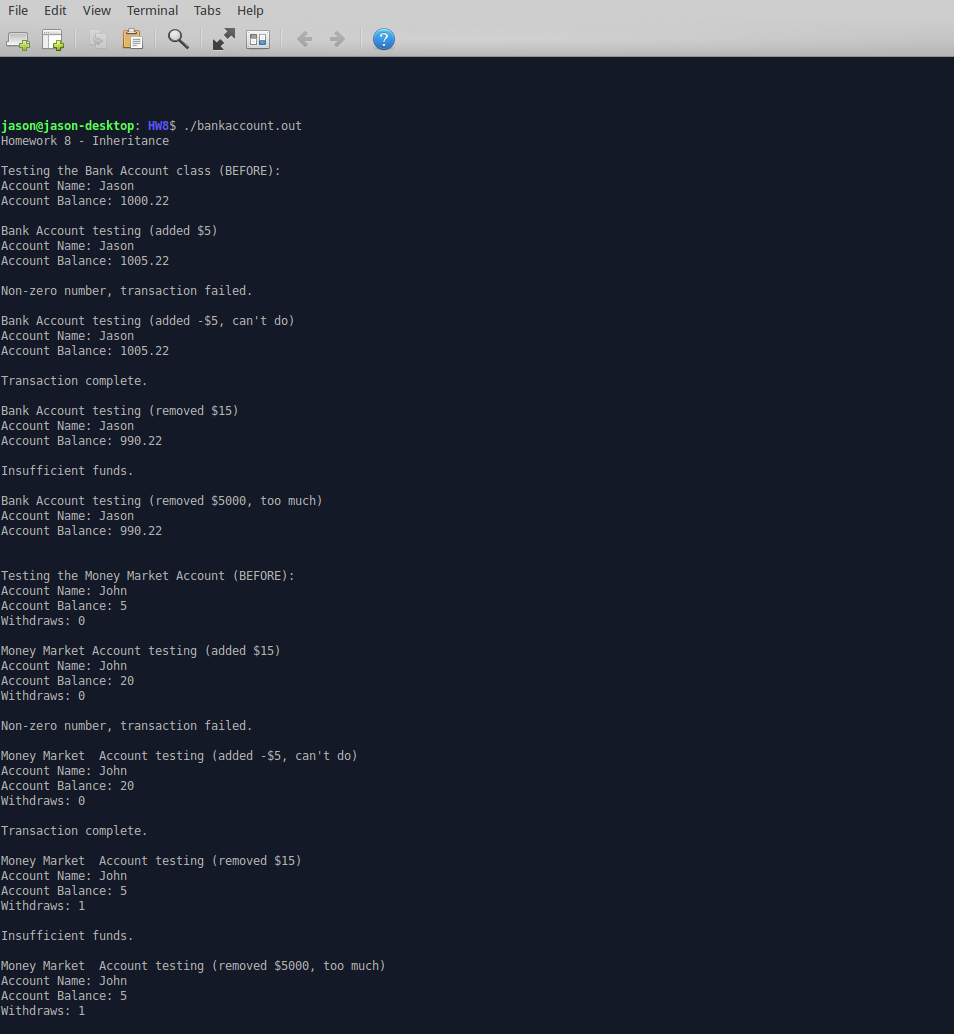 File Edit View Terminal Tabs Help
?
jason@jason-desktop: HW8$ ./bankaccount.out
Homework 8 - Inheritance
Testing the Bank Account class (BEFORE):
Account Name: Jason
Account Balance: 1000.22
Bank Account testing (added $5)
Account Name: Jason
Account Balance: 1005.22
Non-zero number, transaction failed.
Bank Account testing (added -$5, can't do)
Account Name: Jason
Account Balance: 1005.22
Transaction complete.
Bank Account testing (removed $15)
Account Name: Jason
Account Balance: 990.22
Insufficient funds.
Bank Account testing (removed $5000, too much)
Account Name: Jason
Account Balance: 990.22
Testing the Money Market Account (BEFORE):
Account Name: John
Account Balance: 5
Withdraws: 0
Money Market Account testing (added $15)
Account Name: John
Account Balance: 20
Withdraws: 0
Non-zero number, transaction failed.
Money Market  Account testing (added -$5, can't do)
Account Name: John
Account Balance: 20
Withdraws: 0
Transaction complete.
Money Market  Account testing (removed $15)
Account Name: John
Account Balance: 5
Withdraws: 1
Insufficient funds.
Money Market  Account testing (removed $5000, too much)
Account Name: John
Account Balance: 5
Withdraws: 1